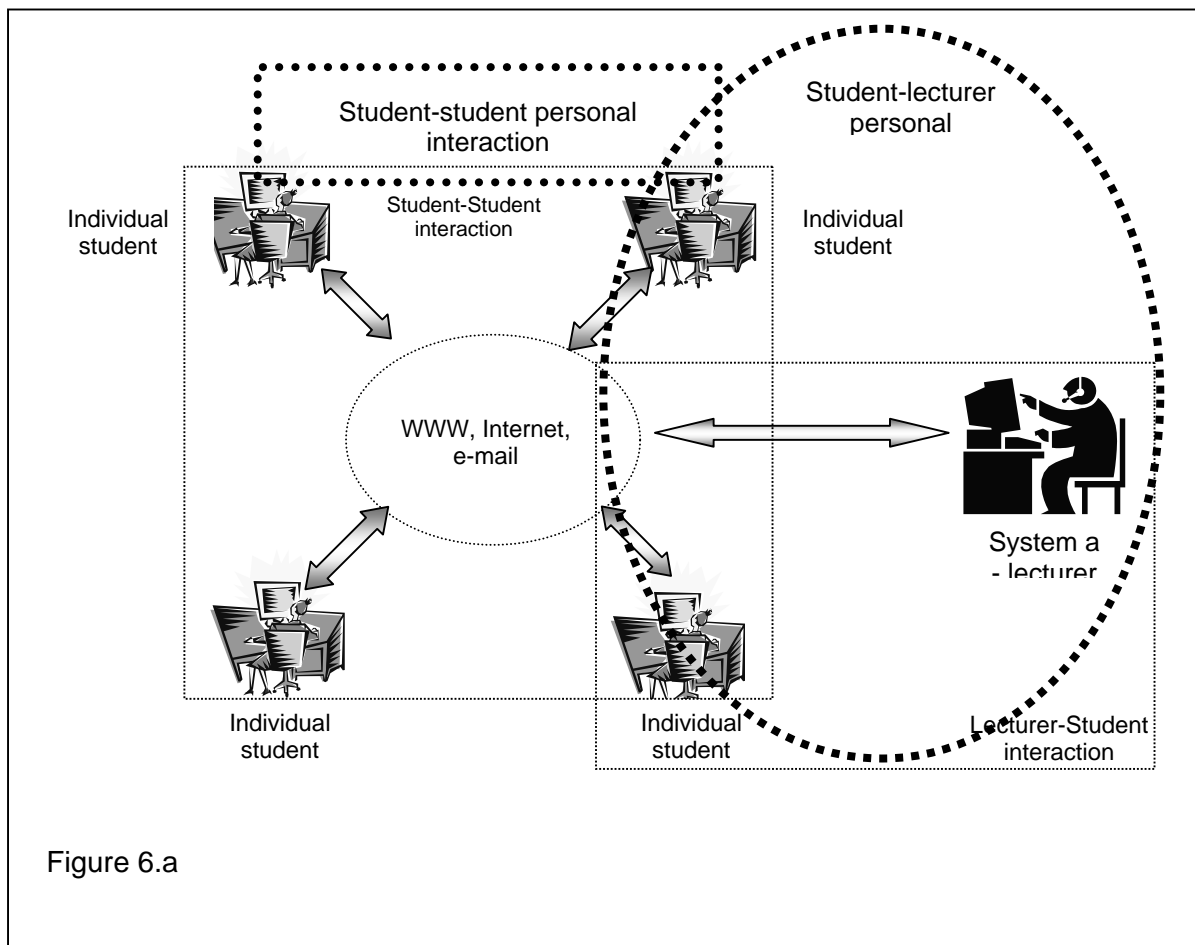 Student-student personal
interaction
Student-lecturer
personal
Individual
student
Student-Student
interaction
Individual
student
WWW, Internet,
e-mail
System a
- lecturer
Individual
student
Individual
student
Lecturer-Student
interaction
Figure 6.a